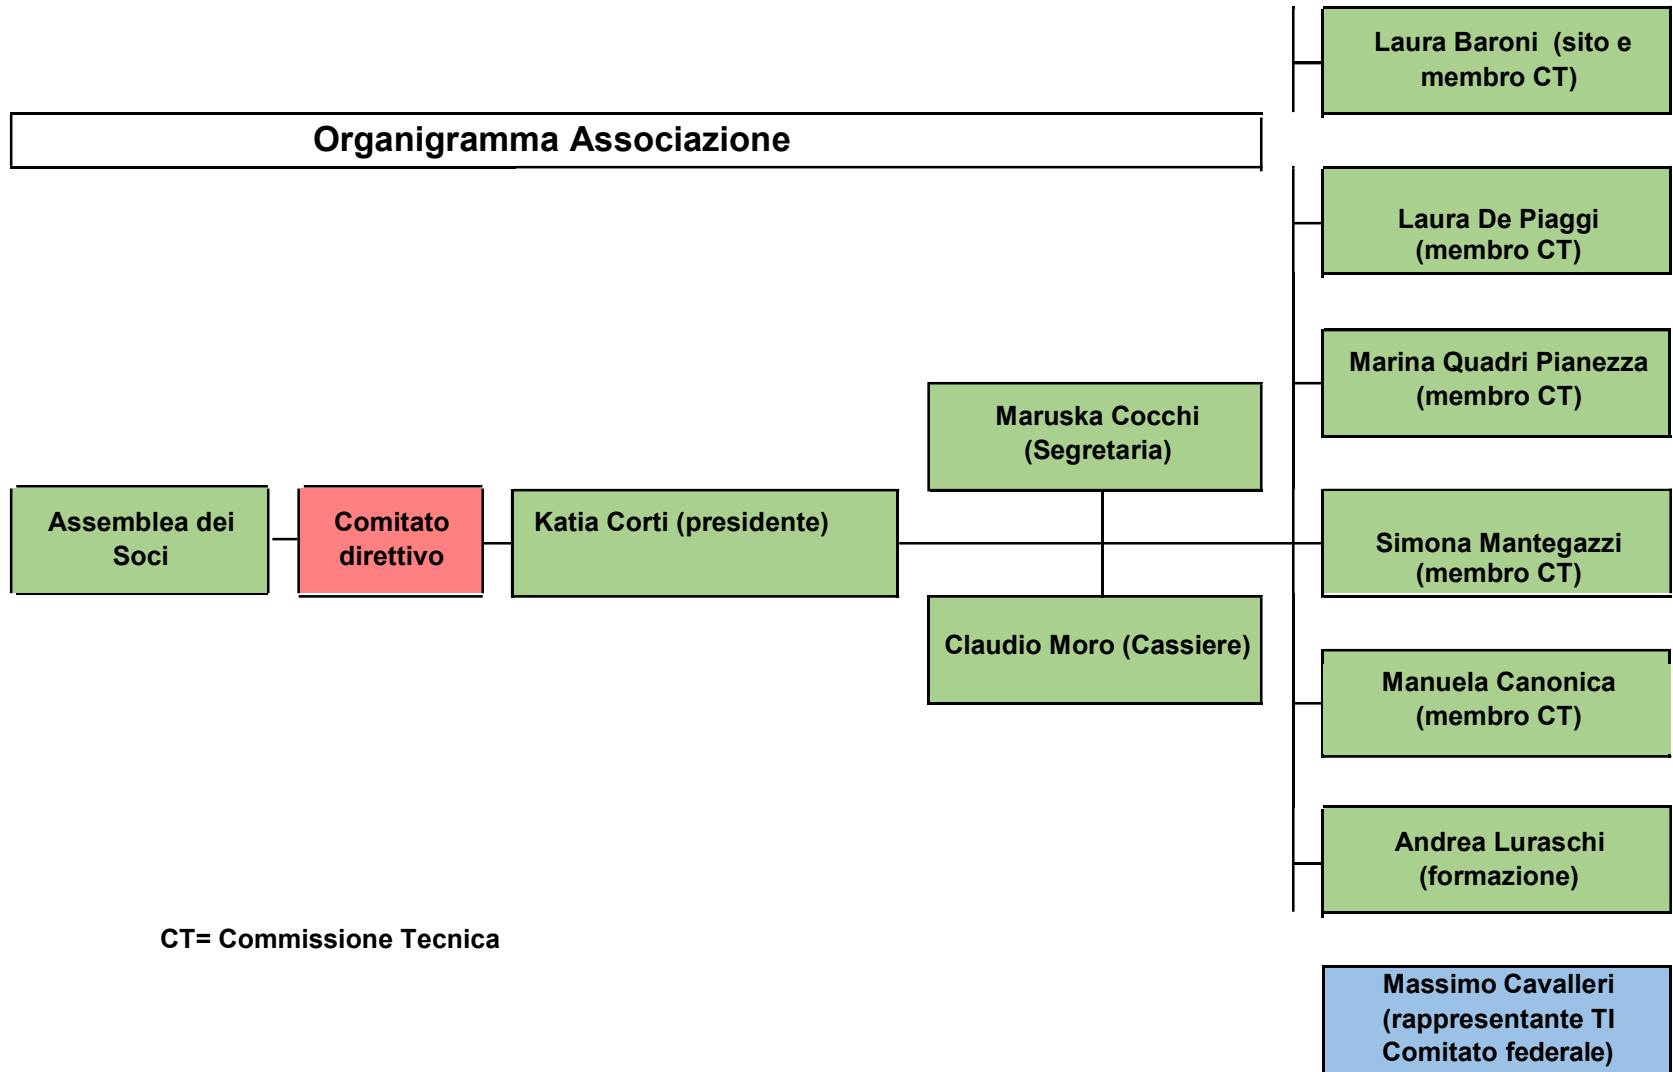 Laura Baroni (sito e
membro CT)
Organigramma Associazione
Laura De Piaggi
(membro CT)
Marina Quadri Pianezza
(membro CT)
Maruska Cocchi
(Segretaria)
Assemblea dei
Soci
Comitato
direttivo
Katia Corti (presidente)
Simona Mantegazzi
(membro CT)
Claudio Moro (Cassiere)
Manuela Canonica
(membro CT)
Andrea Luraschi
(formazione)
CT= Commissione Tecnica
Massimo Cavalleri
(rappresentante TI
Comitato federale)